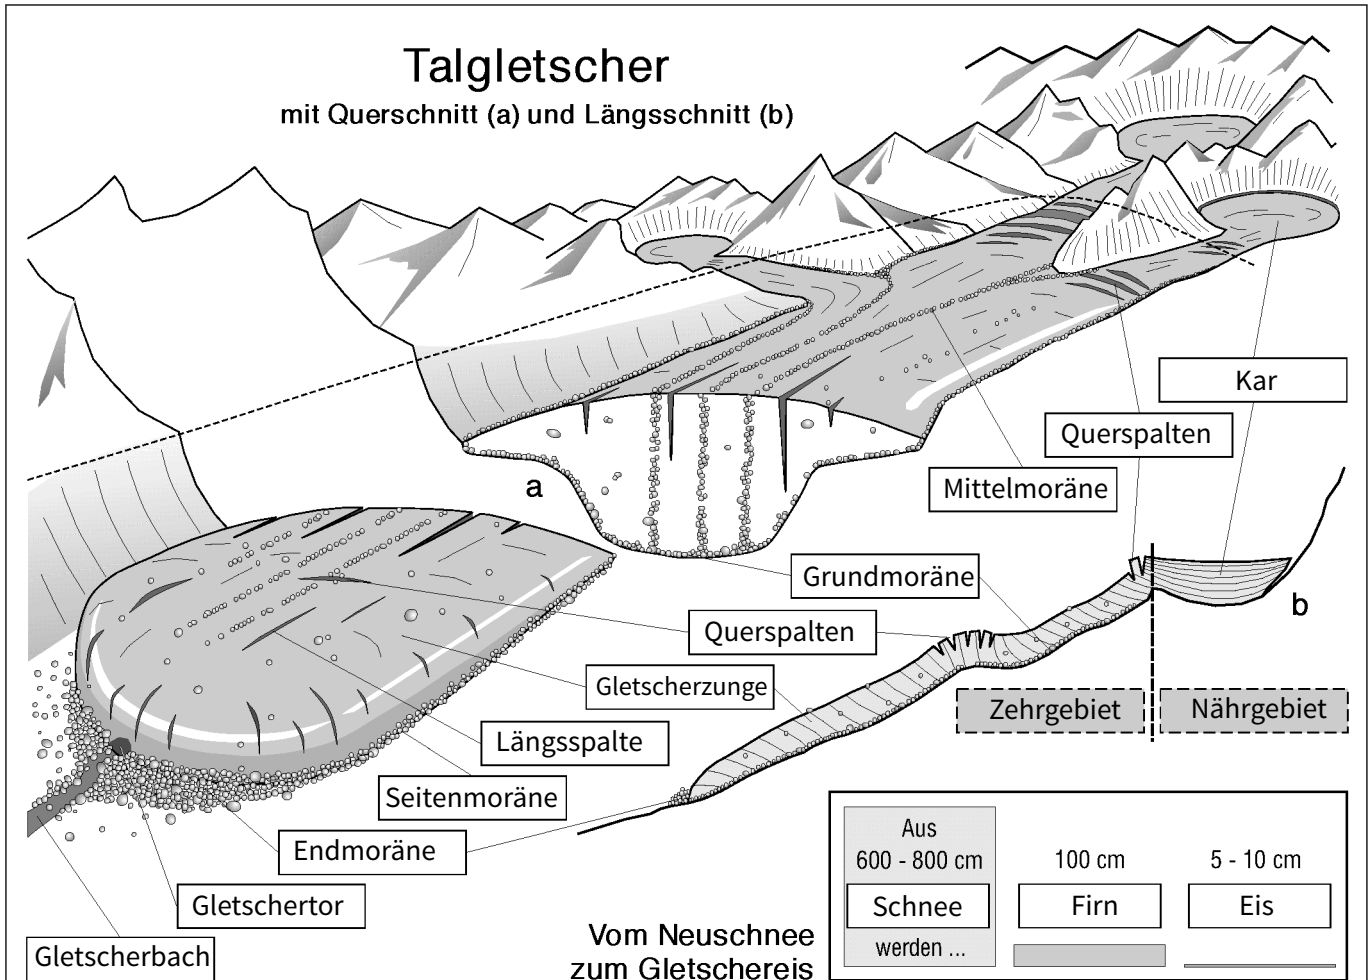 Talgletscher
mit Querschnitt (a) und Längsschnitt (b)
Kar
Querspalten
Mittelmoräne
a
Grundmoräne
b
Querspalten
Gletscherzunge
Zehrgebiet
Nährgebiet
Längsspalte
Seitenmoräne
Endmoräne
Gletschertor
Gletscherbach
Vom Neuschnee
zum Gletschereis
Aus
600 - 800 cm
100 cm
5 - 10 cm
Schnee
Firn
Eis
werden ...